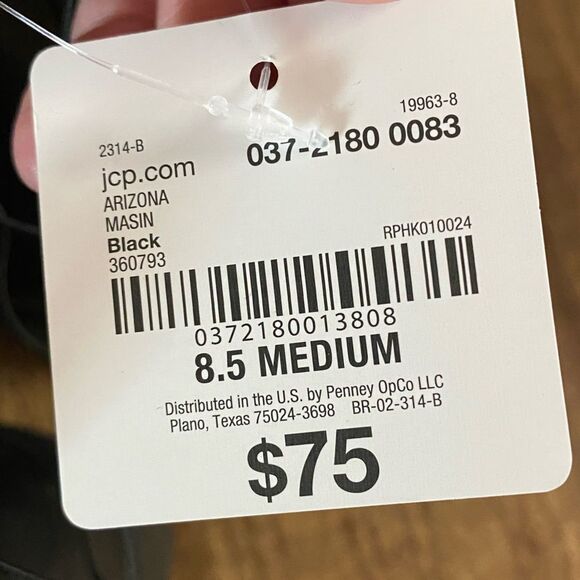 19963-8
2314-B
037-2180 0083
jcp.com
ARIZONA
MASIN
Black
360793
RPHK010024
0372180013808
8.5 MEDIUM
Distributed in the U.S. by Penney OpCo LLC
Plano, Texas 75024-3698 BR-02-314-B
$75